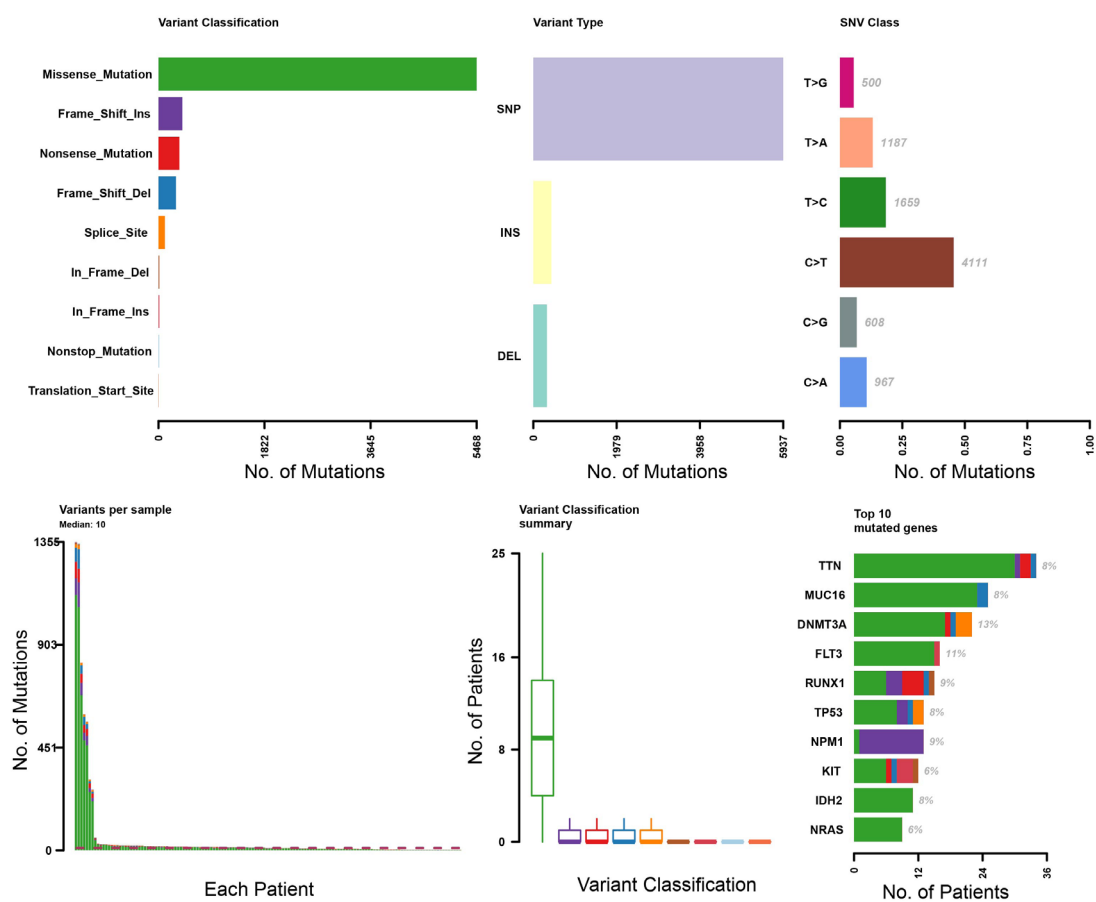 Variant Classification
Missense_Mutation
Frame_Shift_Ins
Nonsense_Mutation
Frame_Shift_Del
Splice_Site
In_Frame_Del
In_Frame_Ins
Nonstop_Mutation
Translation_Start_Site
0
1822
3645
5468
No. of Mutations
Variant Type
SNP
INS
DEL
0
1979
3958
5937
No. of Mutations
SNV Class
T>G 500
T>A 1187
T>C 1659
C>T 4111
C>G 608
C>A 967
0.00
0.25
0.50
0.75
1.00
No. of Mutations
Variants per sample
Median: 10
1355
903
451
0
No. of Mutations
Each Patient
Variant Classification
summary
25
16
8
0
No. of Patients
Variant Classification
Top 10
mutated genes
TTN 8%
MUC16 8%
DNMT3A 13%
FLT3 11%
RUNX1 9%
TP53 8%
NPM1 9%
KIT 6%
IDH2 8%
NRAS 6%
0 12 24 36
No. of Patients